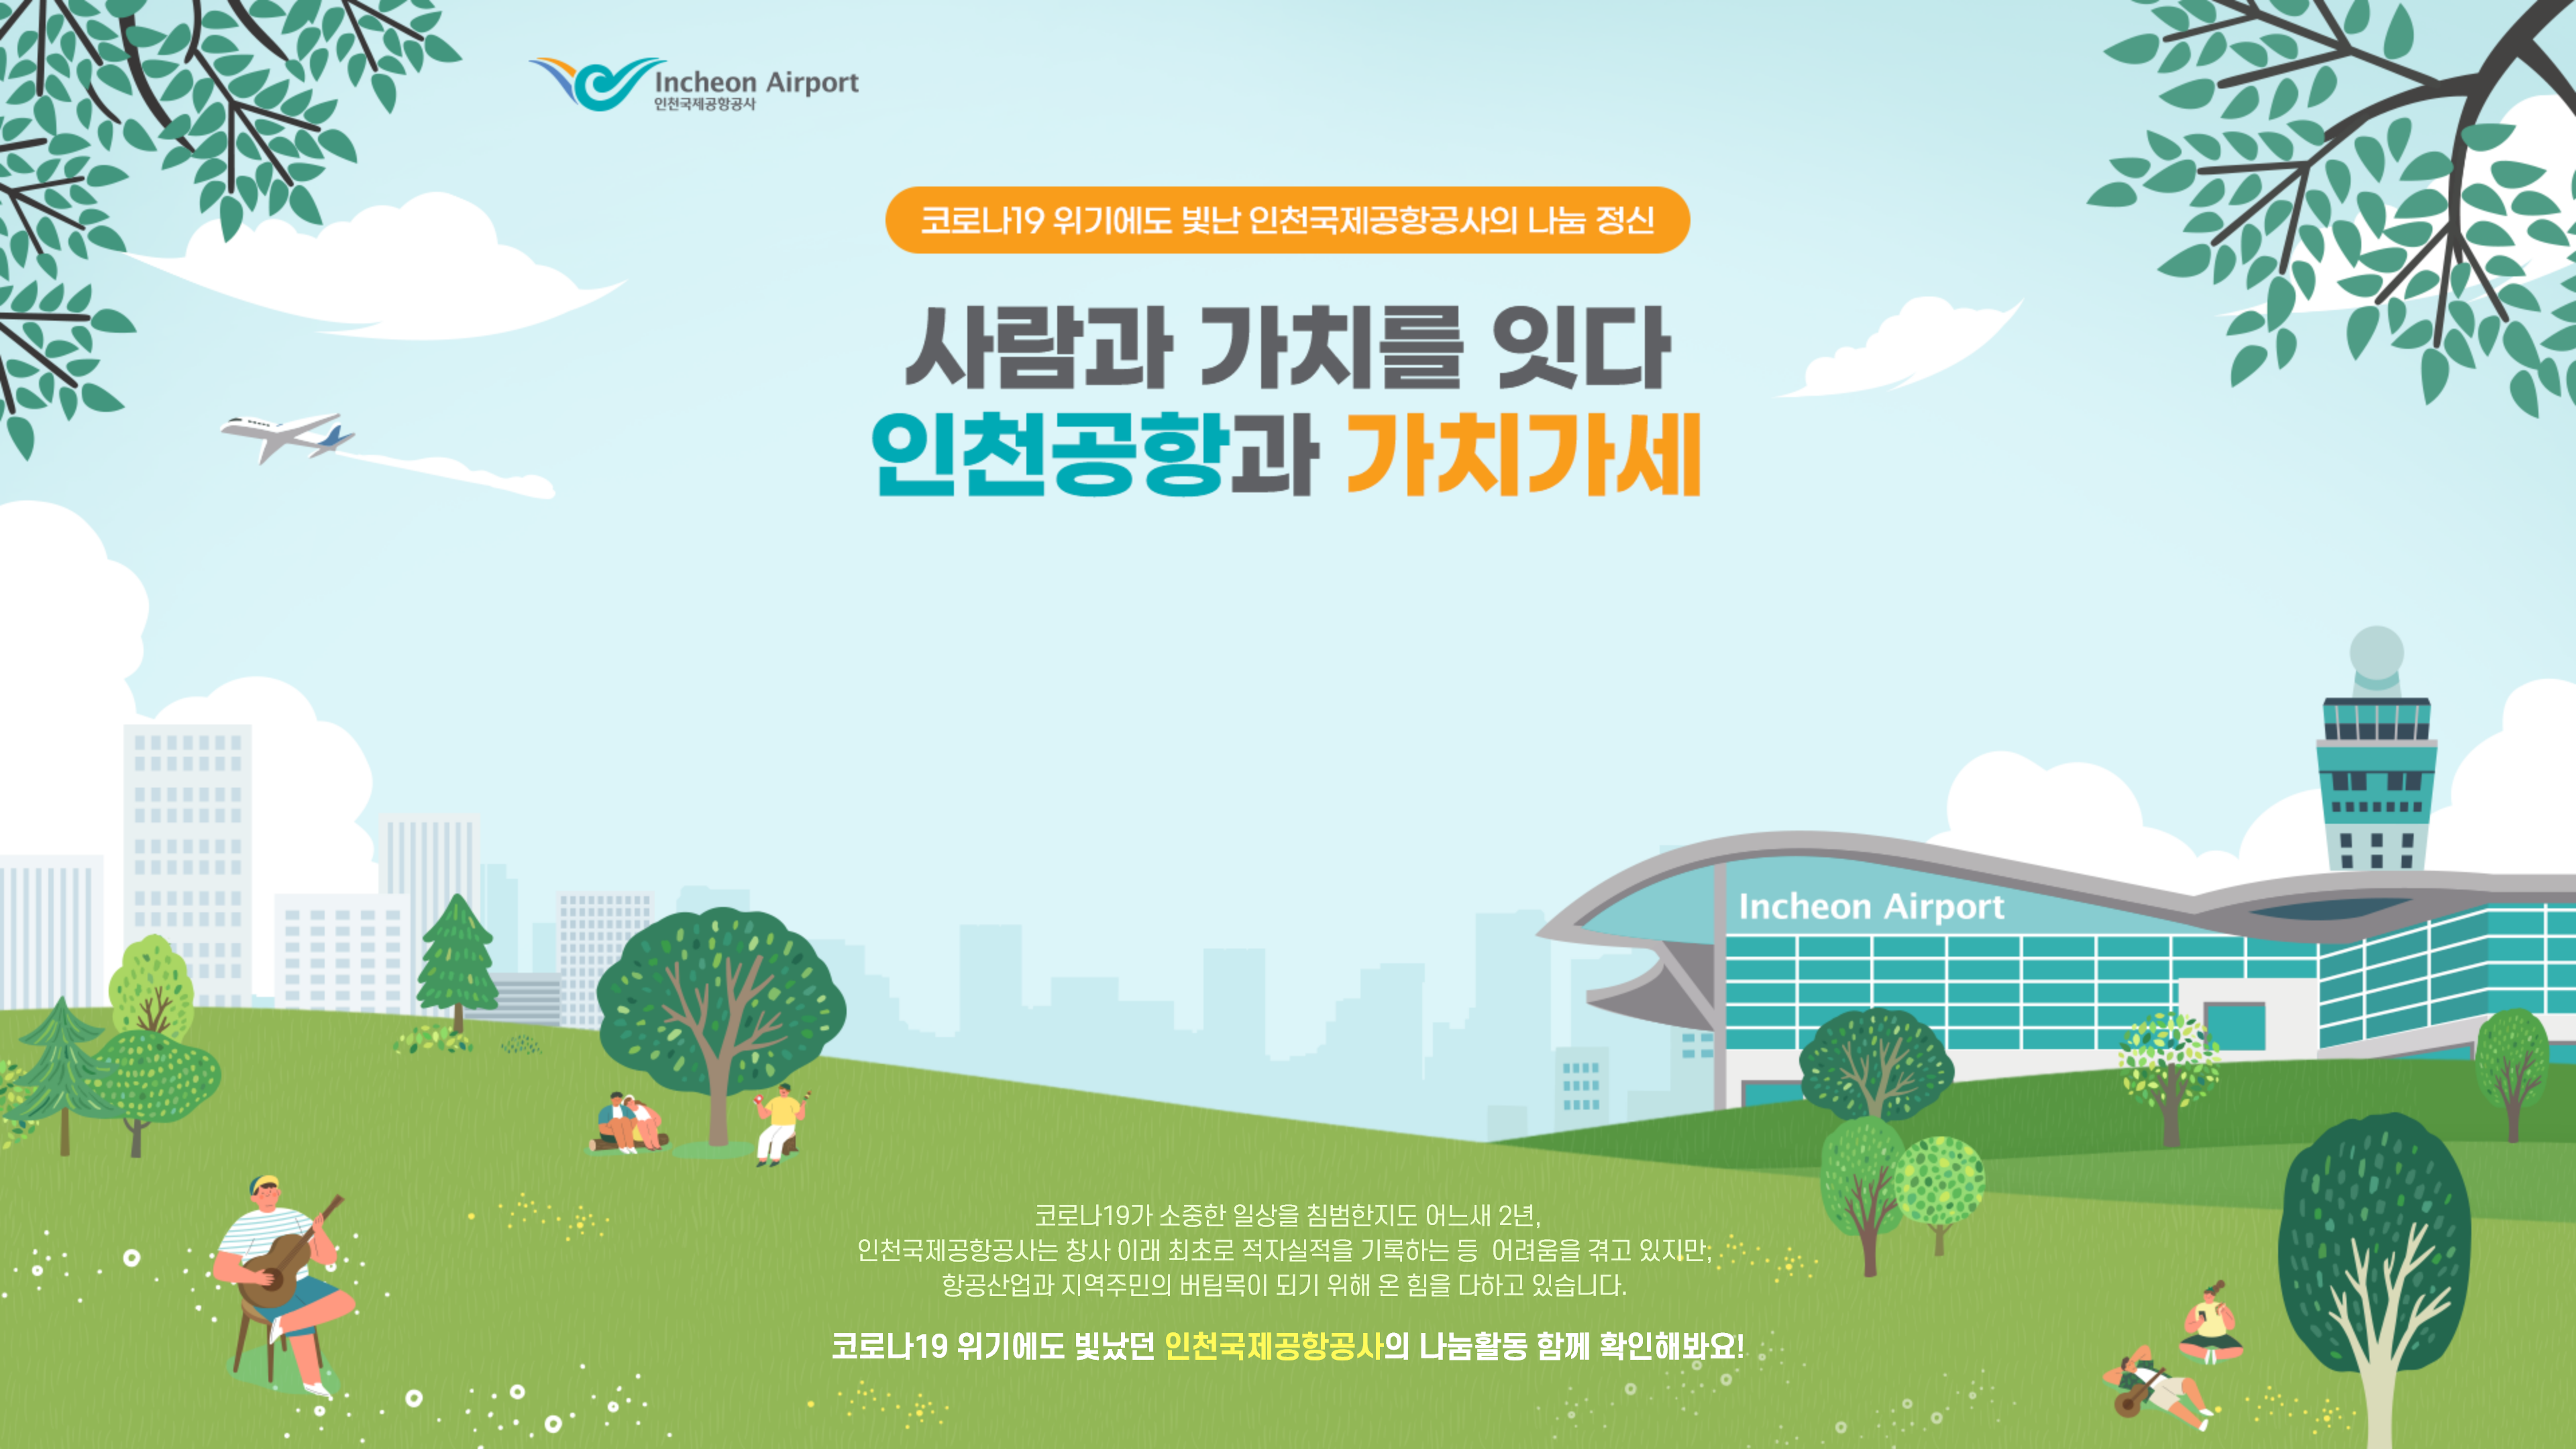 Incheon Airport
인천국제공항공사
코로나19 위기에도 빛난 인천국제공항공사의 나눔 정신
사람과 가치를 잇다
인천공항과 가치가세
Incheon Airport
코로나19가 소중한 일상을 침범한지도 어느새 2년,
인천국제공항공사는 창사 이래 최초로 적자실적을 기록하는 등 어려움을 겪고 있지만,
항공산업과 지역주민의 버팀목이 되기 위해 온 힘을 다하고 있습니다.
코로나19 위기에도 빛났던 인천국제공항공사의 나눔활동 함께 확인해봐요!